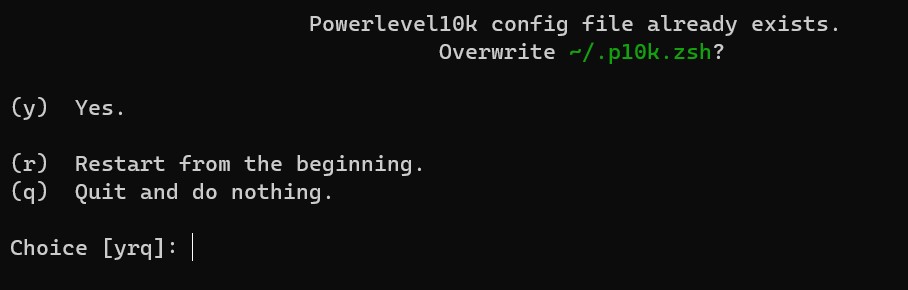 Powerlevel10k config file already exists.
Overwrite ~/.p10k.zsh?
(y)  Yes.
(r)  Restart from the beginning.
(q)  Quit and do nothing.
Choice [yrq]: